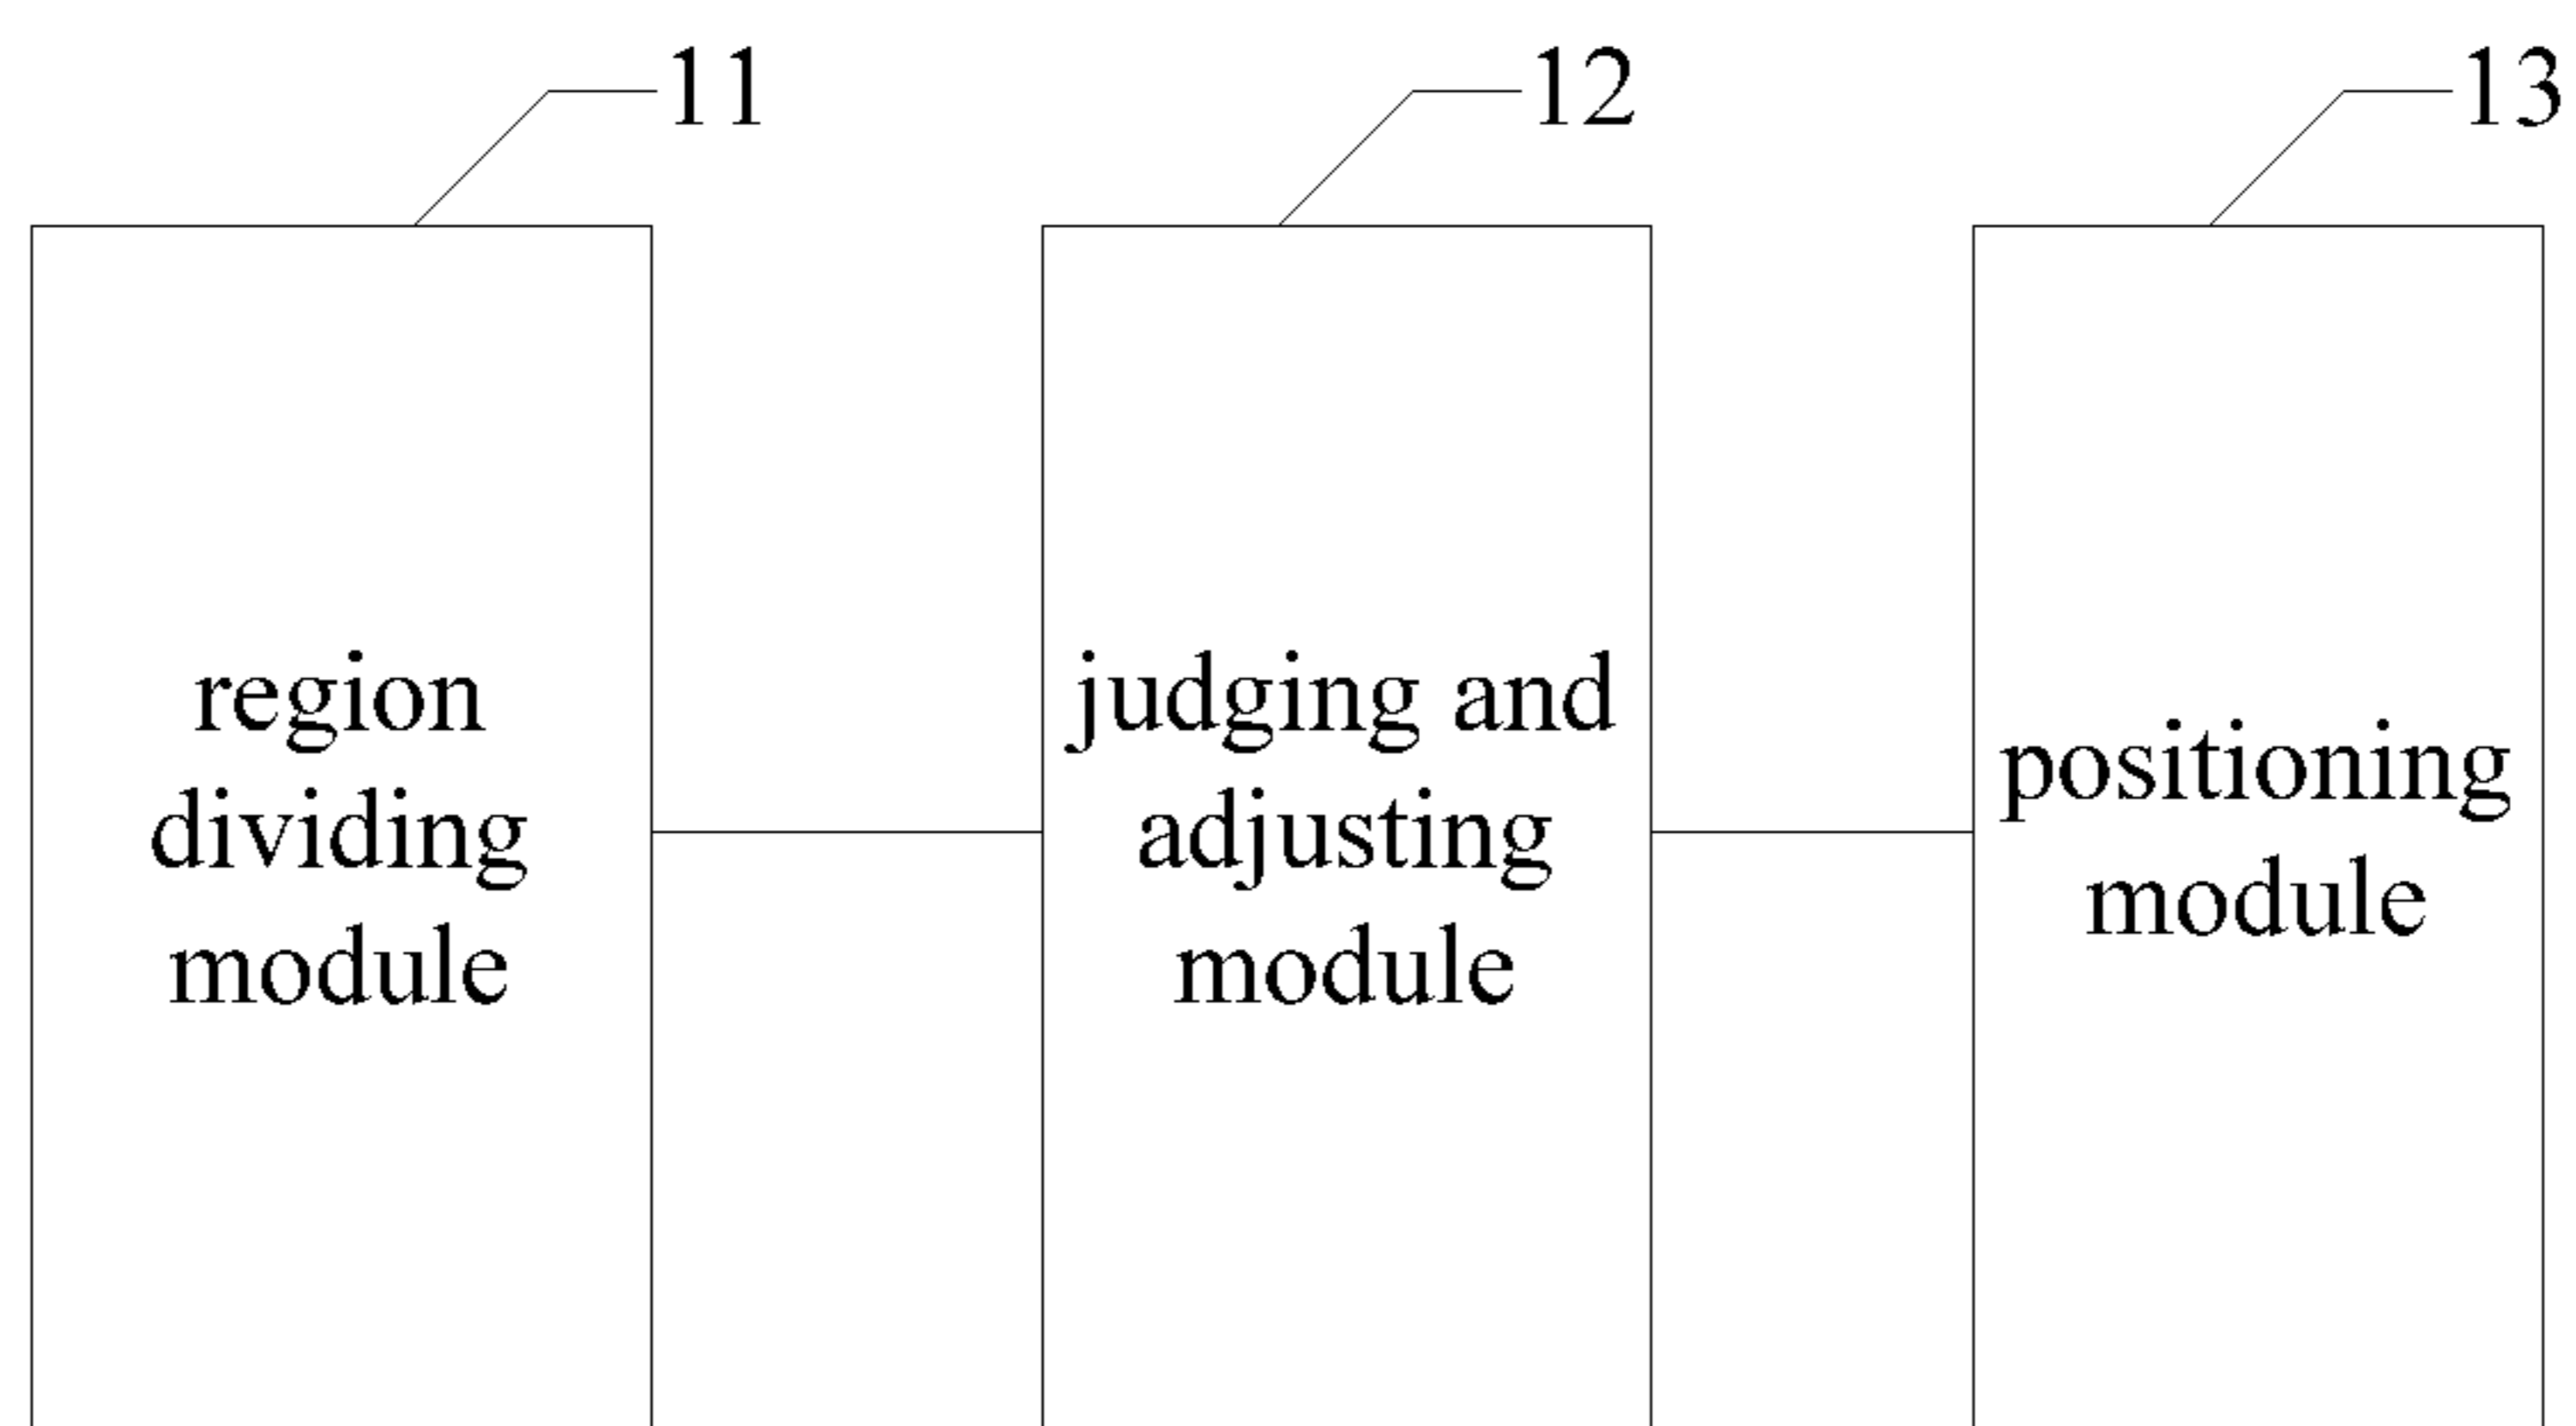 11
12
13
region
dividing
module
judging and
adjusting
module
positioning
module